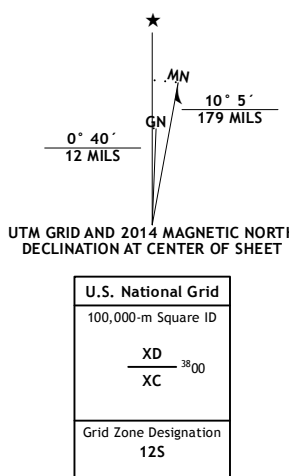 MN
GN
10° 5´
179 MILS
0° 40´
12 MILS
UTM GRID AND 2014 MAGNETIC NORTH
DECLINATION AT CENTER OF SHEET
U.S. National Grid
100,000-m Square ID
XD
3800
XC
Grid Zone Designation
12S